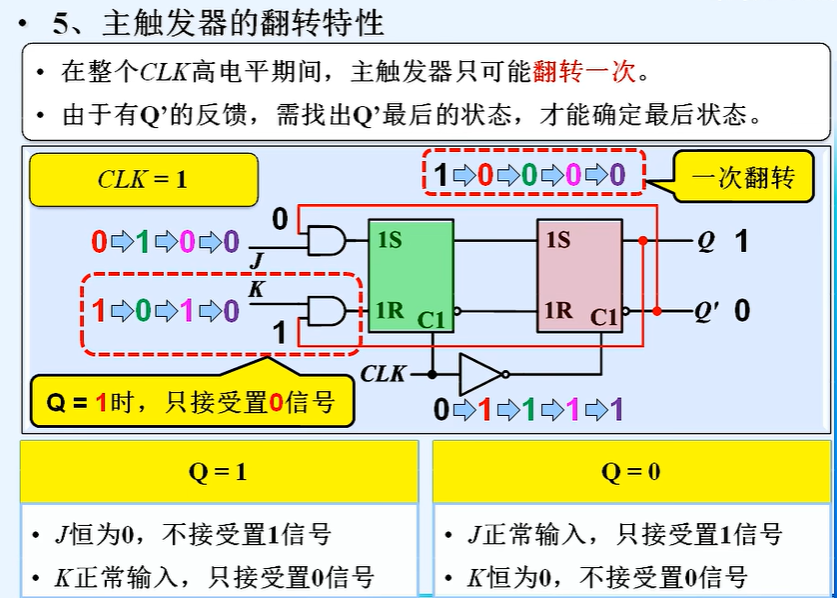 • 5、主触发器的翻转特性
• 在整个CLK高电平期间，主触发器只可能翻转一次。
• 由于有Q’的反馈，需找出Q’最后的状态，才能确定最后状态。
CLK = 1
1⇨0⇨0⇨0⇨0
一次翻转
0
0⇨1⇨0⇨0
J
1S
1S
Q 1
K
1⇨0⇨1⇨0
1R
C1
1R
C1
Q' 0
1
CLK
Q = 1时，只接受置0信号
0⇨1⇨1⇨1⇨1
Q = 1
• J恒为0，不接受置1信号
• K正常输入，只接受置0信号
Q = 0
• J正常输入，只接受置1信号
• K恒为0，不接受置0信号